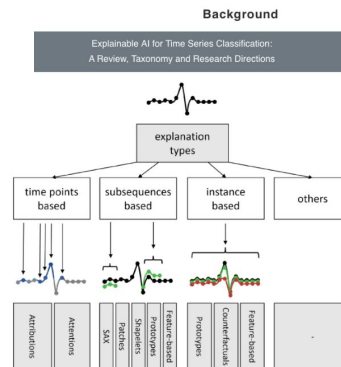 Background
Explainable AI for Time Series Classification:
A Review, Taxonomy and Research Directions
explanation
types
time points
based
subsequences
based
instance
based
others
Attributions
Attentions
SAX
Patches
Shapelets
Prototypes
Feature-based
Prototypes
Counterfactuals
Feature-based
-